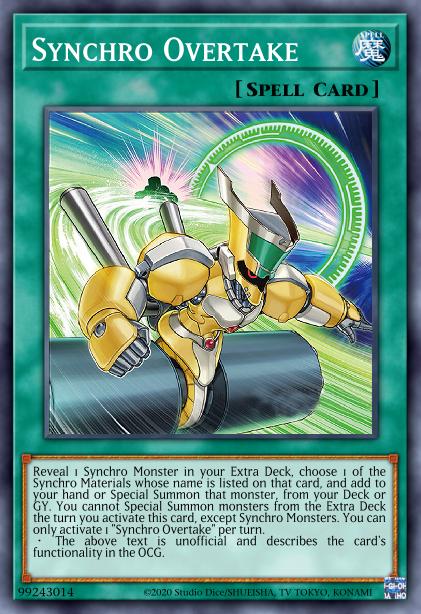 Synchro Overtake
SPELL
魔
[Spell Card]
Reveal 1 Synchro Monster in your Extra Deck, choose 1 of the
Synchro Materials whose name is listed on that card, and add to
your hand or Special Summon that monster, from your Deck or
GY. You cannot Special Summon monsters from the Extra Deck
the turn you activate this card, except Synchro Monsters. You can
only activate 1 "Synchro Overtake" per turn.
· The above text is unofficial and describes the card's
functionality in the OCG.
99243014
©2020 Studio Dice/SHUEISHA, TV TOKYO, KONAMI